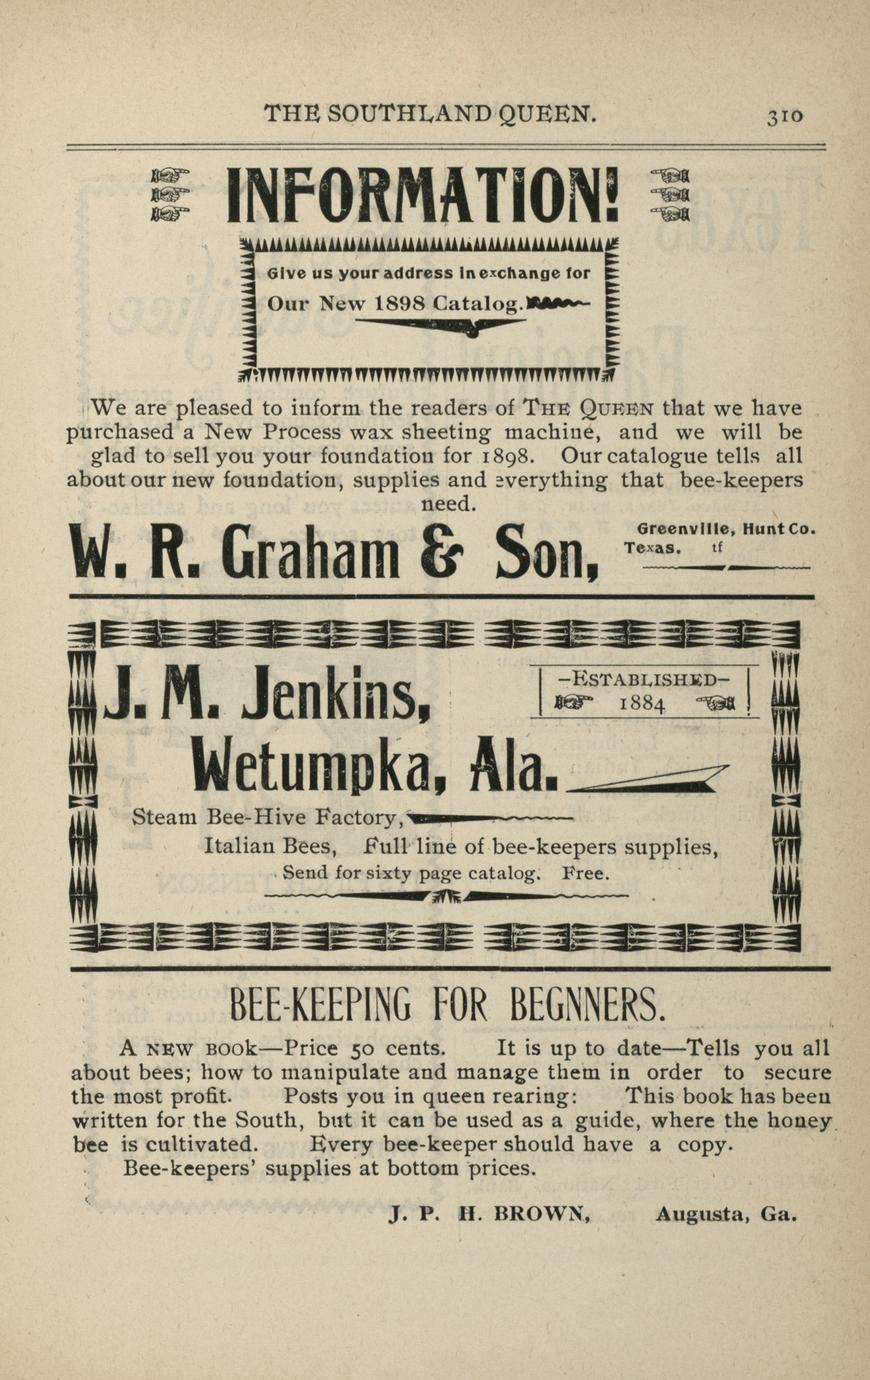 THE SOUTHLAND QUEEN. 310
INFORMATION!
Give us your address in exchange for
Our New 1898 Catalog.
We are pleased to inform the readers of THE QUEEN that we have
purchased a New Process wax sheeting machine, and we will be
glad to sell you your foundation for 1898. Our catalogue tells all
about our new foundation, supplies and everything that bee-keepers
need.
W. R. Graham & Son, Greenville, Hunt Co.
Texas. tf
J. M. Jenkins,
–ESTABLISHED–
1884
Wetumpka, Ala.
Steam Bee-Hive Factory,
Italian Bees, Full line of bee-keepers supplies,
Send for sixty page catalog. Free.
BEE-KEEPING FOR BEGNNERS.
A NEW BOOK—Price 50 cents. It is up to date—Tells you all
about bees; how to manipulate and manage them in order to secure
the most profit. Posts you in queen rearing: This book has been
written for the South, but it can be used as a guide, where the honey
bee is cultivated. Every bee-keeper should have a copy.
Bee-keepers' supplies at bottom prices.
J. P. H. BROWN, Augusta, Ga.